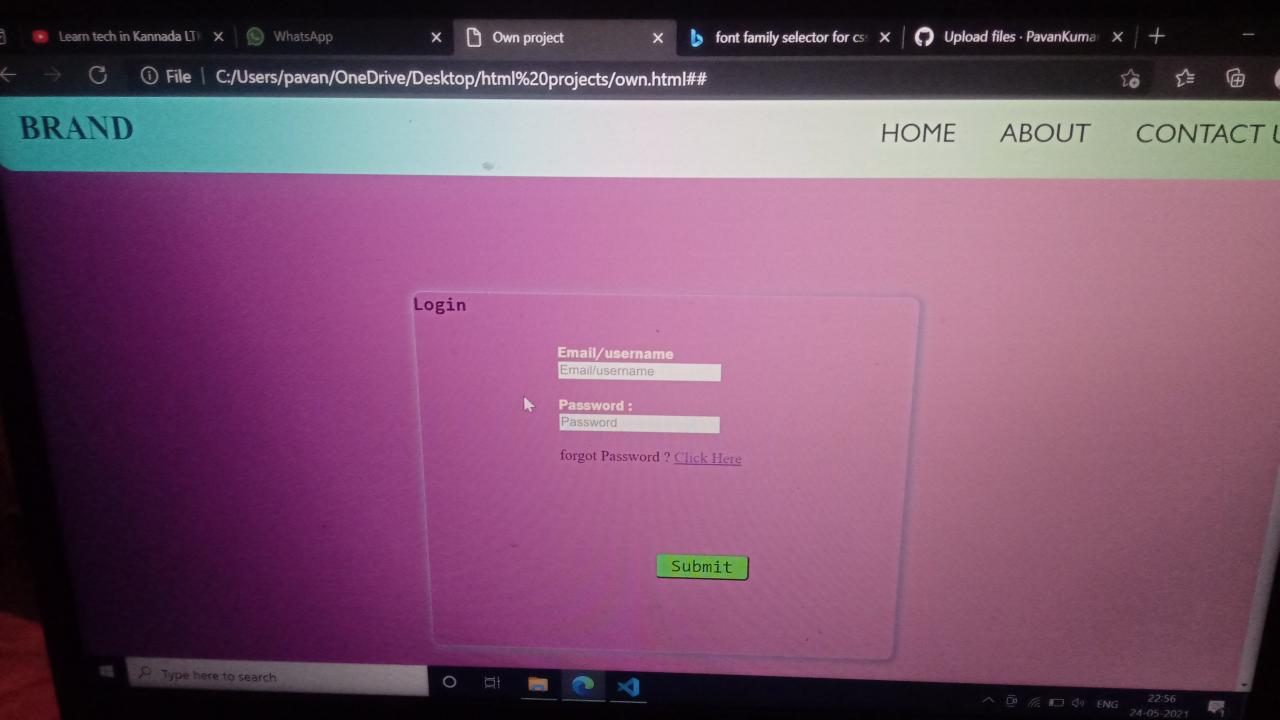 Learn tech in Kannada LT
WhatsApp
Own project
font family selector for cs
Upload files · PavanKuma
File
C:/Users/pavan/OneDrive/Desktop/html%20projects/own.html##
BRAND
HOME
ABOUT
CONTACT U
Login
Email/username
Email/username
Password :
Password
forgot Password ? Click Here
Submit
Type here to search
ENG
22:56
24-05-2021